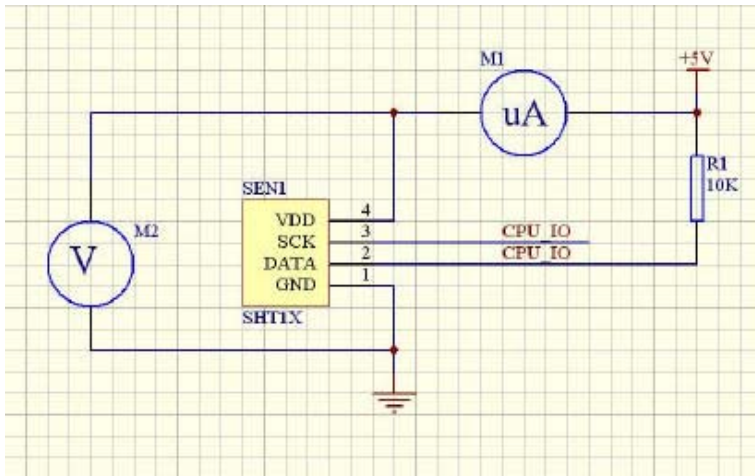 M1
+5V
uA
R1
10K
SEN1
VDD 4
SCK 3 CPU_IO
DATA 2 CPU_IO
GND 1
SHT1X
M2
V